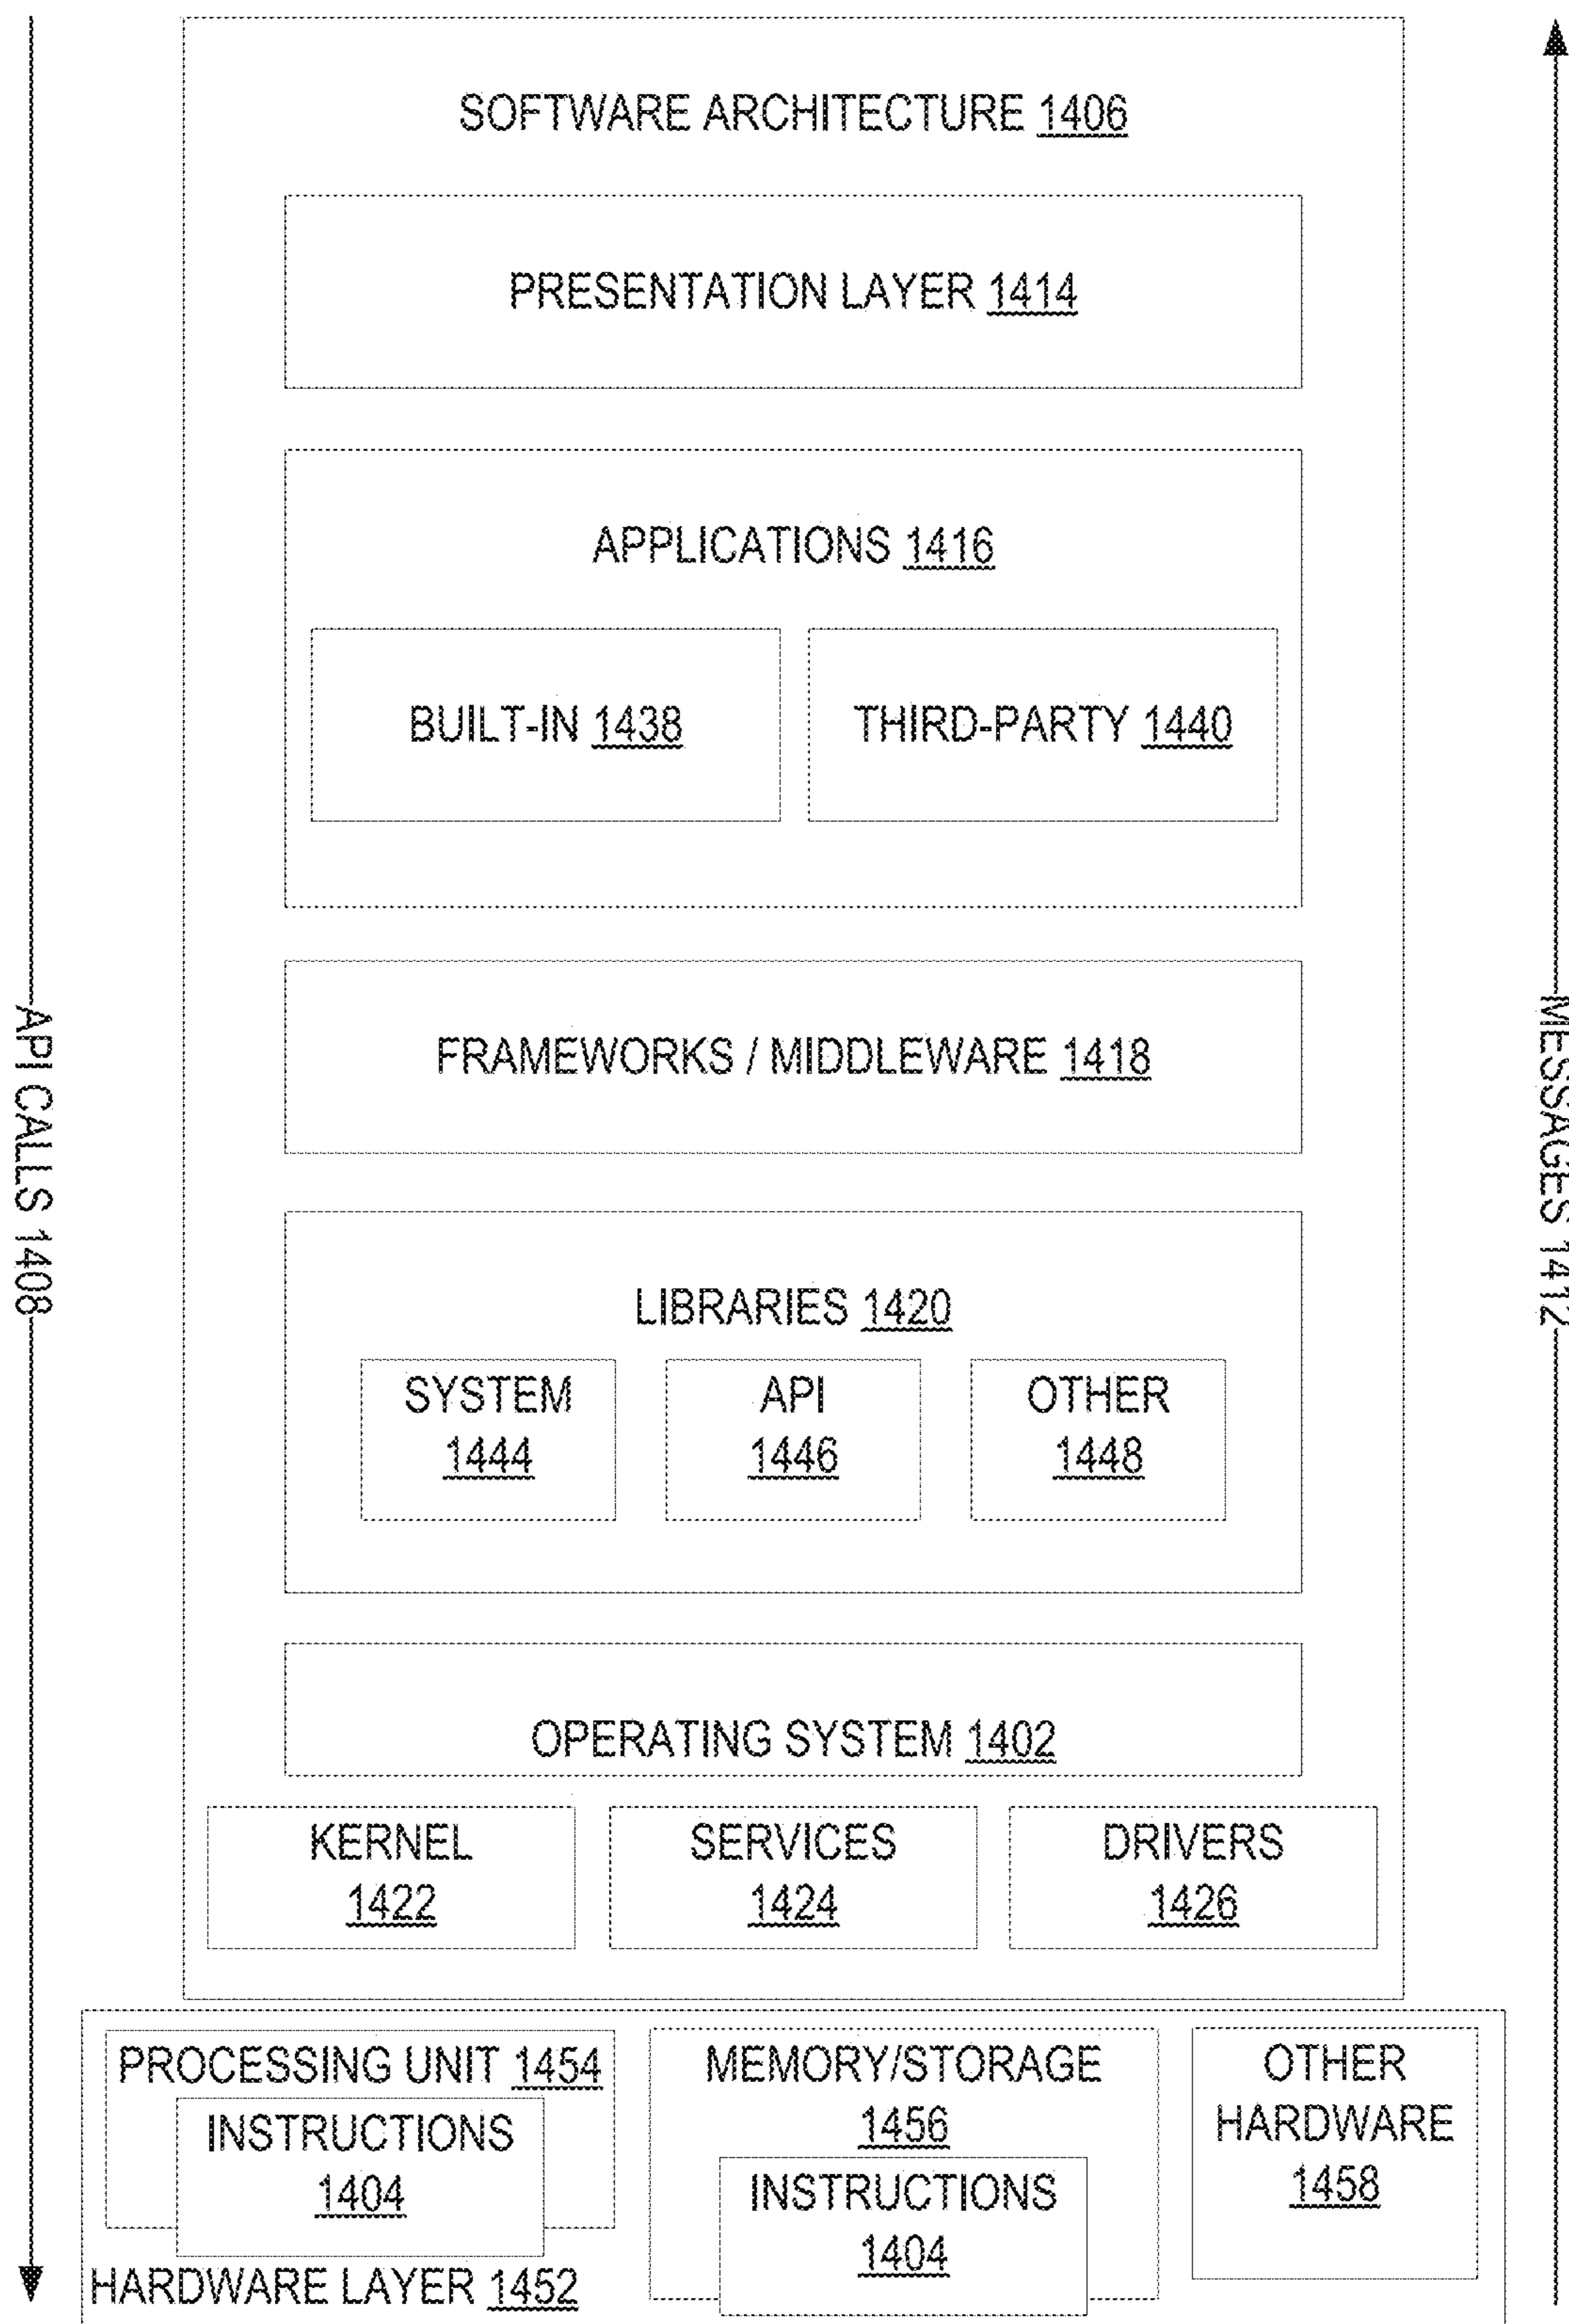 SOFTWARE ARCHITECTURE 1406
PRESENTATION LAYER 1414
APPLICATIONS 1416
BUILT-IN 1438
THIRD-PARTY 1440
FRAMEWORKS / MIDDLEWARE 1418
API CALLS 1408
MESSAGES 1412
LIBRARIES 1420
SYSTEM
1444
API
1446
OTHER
1448
OPERATING SYSTEM 1402
KERNEL
1422
SERVICES
1424
DRIVERS
1426
PROCESSING UNIT 1454
INSTRUCTIONS
1404
MEMORY/STORAGE
1456
INSTRUCTIONS
1404
OTHER
HARDWARE
1458
HARDWARE LAYER 1452